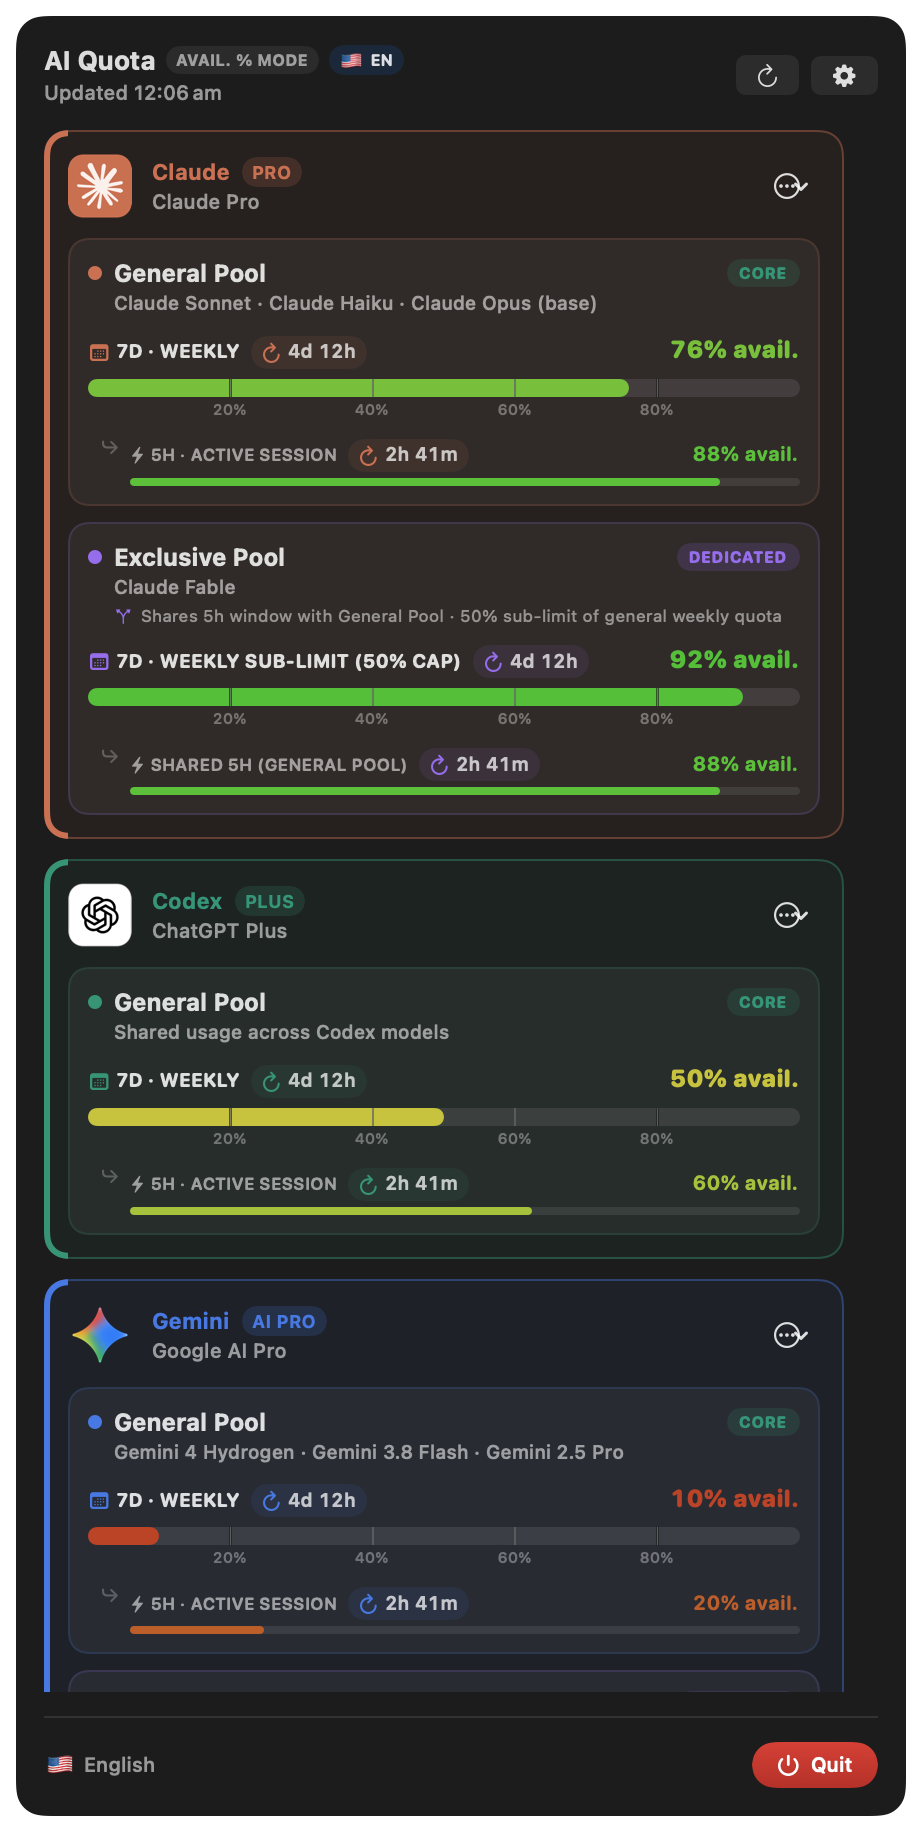 AI Quota AVAIL. % MODE 🇺🇸 EN
Updated 12:06 am
Claude PRO
Claude Pro
General Pool CORE
Claude Sonnet · Claude Haiku · Claude Opus (base)
7D · WEEKLY 4d 12h 76% avail.
20% 40% 60% 80%
5H · ACTIVE SESSION 2h 41m 88% avail.
Exclusive Pool DEDICATED
Claude Fable
Shares 5h window with General Pool · 50% sub-limit of general weekly quota
7D · WEEKLY SUB-LIMIT (50% CAP) 4d 12h 92% avail.
20% 40% 60% 80%
SHARED 5H (GENERAL POOL) 2h 41m 88% avail.
Codex PLUS
ChatGPT Plus
General Pool CORE
Shared usage across Codex models
7D · WEEKLY 4d 12h 50% avail.
20% 40% 60% 80%
5H · ACTIVE SESSION 2h 41m 60% avail.
Gemini AI PRO
Google AI Pro
General Pool CORE
Gemini 4 Hydrogen · Gemini 3.8 Flash · Gemini 2.5 Pro
7D · WEEKLY 4d 12h 10% avail.
20% 40% 60% 80%
5H · ACTIVE SESSION 2h 41m 20% avail.
🇺🇸 English Quit